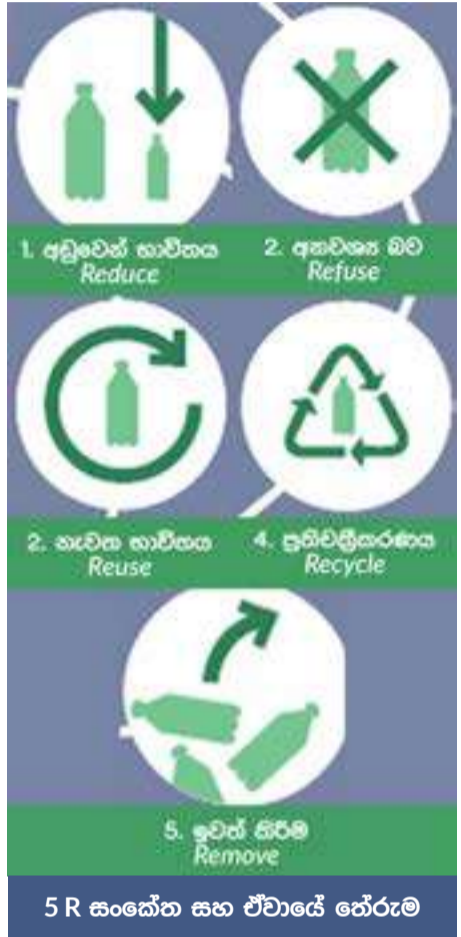 1. අඩුවෙන් භාවිතය
Reduce
2. අනවශ්‍ය බව
Refuse
2. නැවත භාවිතය
Reuse
4. ප්‍රතිචක්‍රීකරණය
Recycle
5. ඉවත් කිරීම
Remove
5 R සංකේත සහ ඒවායේ තේරුම